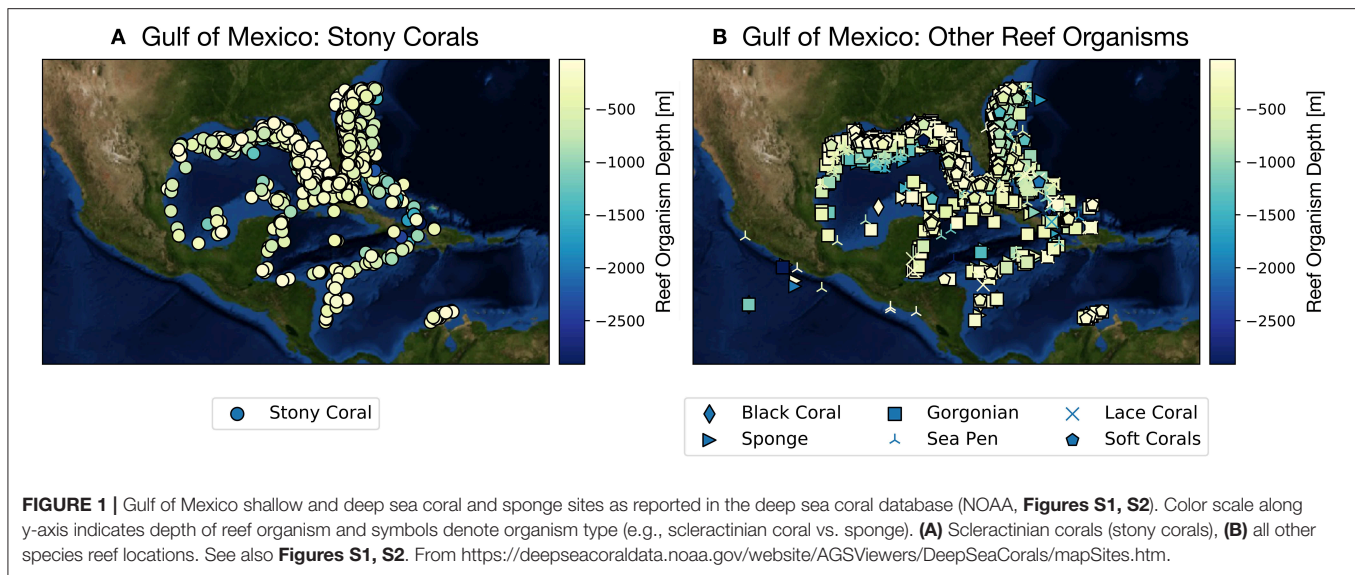 A Gulf of Mexico: Stony Corals
−500
−1000
−1500
−2000
−2500
Reef Organism Depth [m]
Stony Coral
B Gulf of Mexico: Other Reef Organisms
−500
−1000
−1500
−2000
−2500
Reef Organism Depth [m]
Black Coral Gorgonian Lace Coral
Sponge Sea Pen Soft Corals
FIGURE 1 | Gulf of Mexico shallow and deep sea coral and sponge sites as reported in the deep sea coral database (NOAA, Figures S1, S2). Color scale along
y-axis indicates depth of reef organism and symbols denote organism type (e.g., scleractinian coral vs. sponge). (A) Scleractinian corals (stony corals), (B) all other
species reef locations. See also Figures S1, S2. From https://deepseacoraldata.noaa.gov/website/AGSViewers/DeepSeaCorals/mapSites.htm.